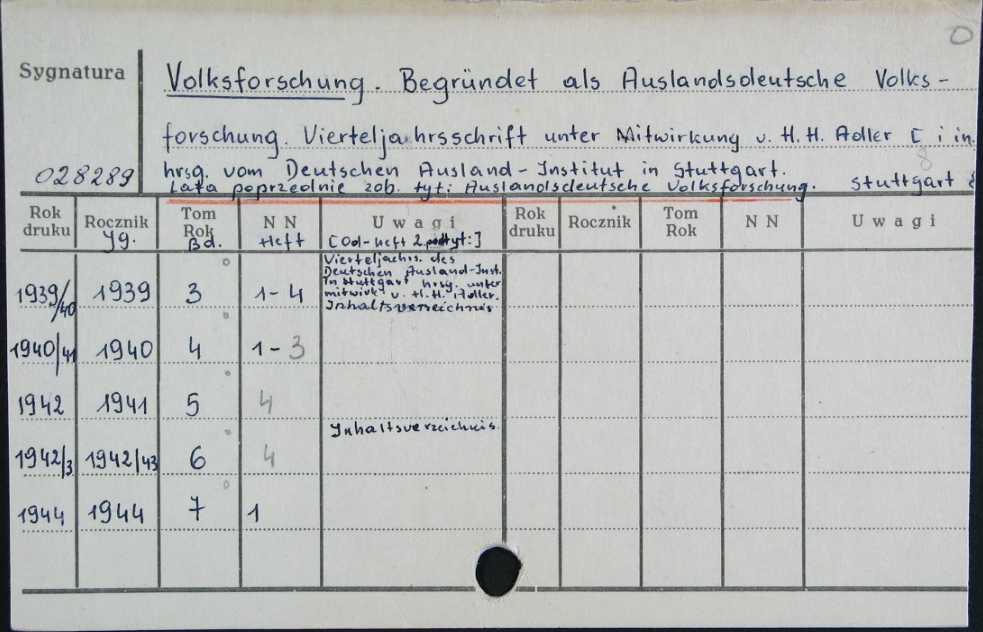 Sygnatura
Volksforschung. Begründet als Auslandsdeutsche Volks-
forschung. Vierteljahrsschrift unter Mitwirkung v. H. H. Adler [ i in.
028289 hrsg. vom Deutschen Ausland-Institut in Stuttgart. 8
Lata poprzednie zob. tyt: Auslandsdeutsche Volksforschung. Stuttgart
Rok druku Rocznik Jg. Tom Rok Bd. NN Heft Uwagi [Od heft 2 tyt:] Rok druku Rocznik Tom Rok NN Uwagi
Vierteljahrs. des
Deutschen Ausland-Inst.
In Stuttgart hrsg. unter
mitwirk. v. H. H. Adler.
1939/40 1939 3 1-4 Inhaltsverzeichnis
1940/41 1940 4 1-3
1942 1941 5 4
Inhaltsverzeichnis.
1942/3 1942/43 6 4
1944 1944 7 1